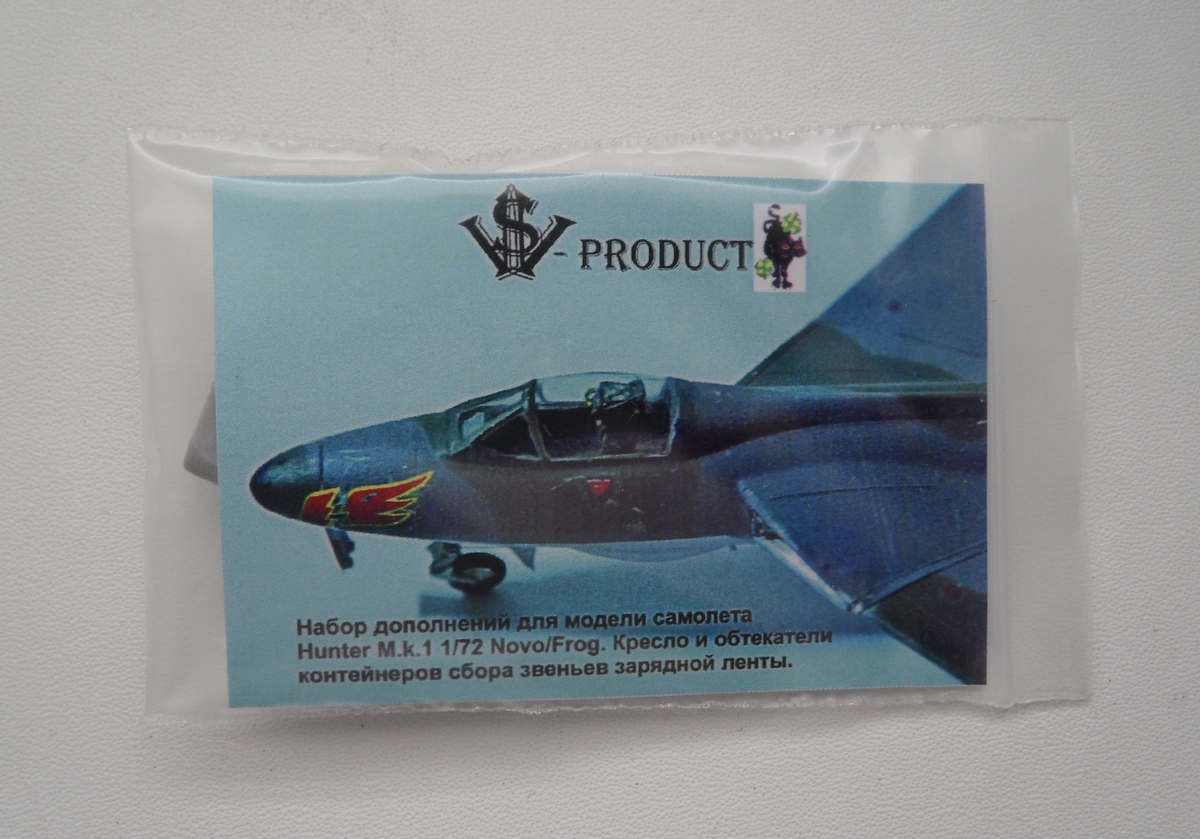 SW - PRODUCT
Набор дополнений для модели самолета
Hunter M.k.1 1/72 Novo/Frog. Кресло и обтекатели
контейнеров сбора звеньев зарядной ленты.